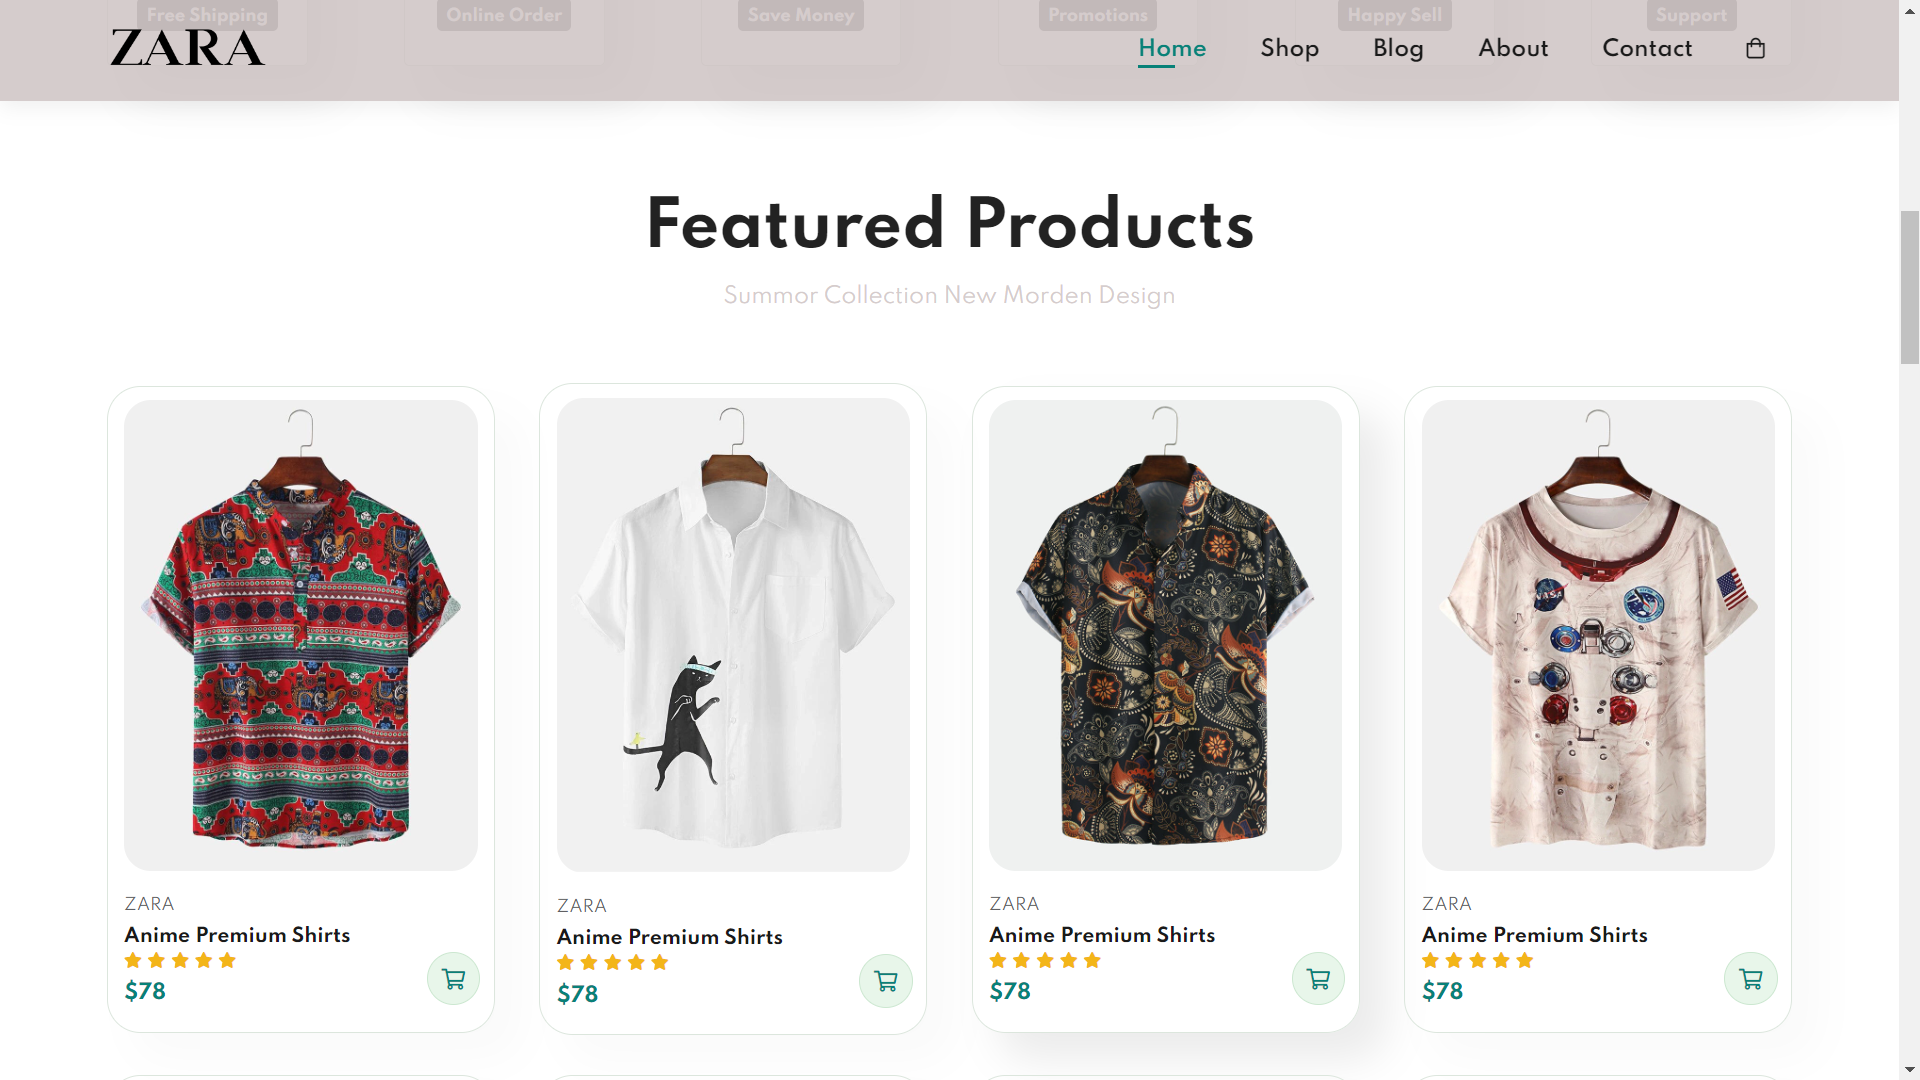 Free Shipping Online Order Save Money Promotions Happy Sell Support
ZARA Home Shop Blog About Contact
Featured Products
Summor Collection New Morden Design
NASA
ZARA
Anime Premium Shirts
$78
ZARA
Anime Premium Shirts
$78
ZARA
Anime Premium Shirts
$78
ZARA
Anime Premium Shirts
$78